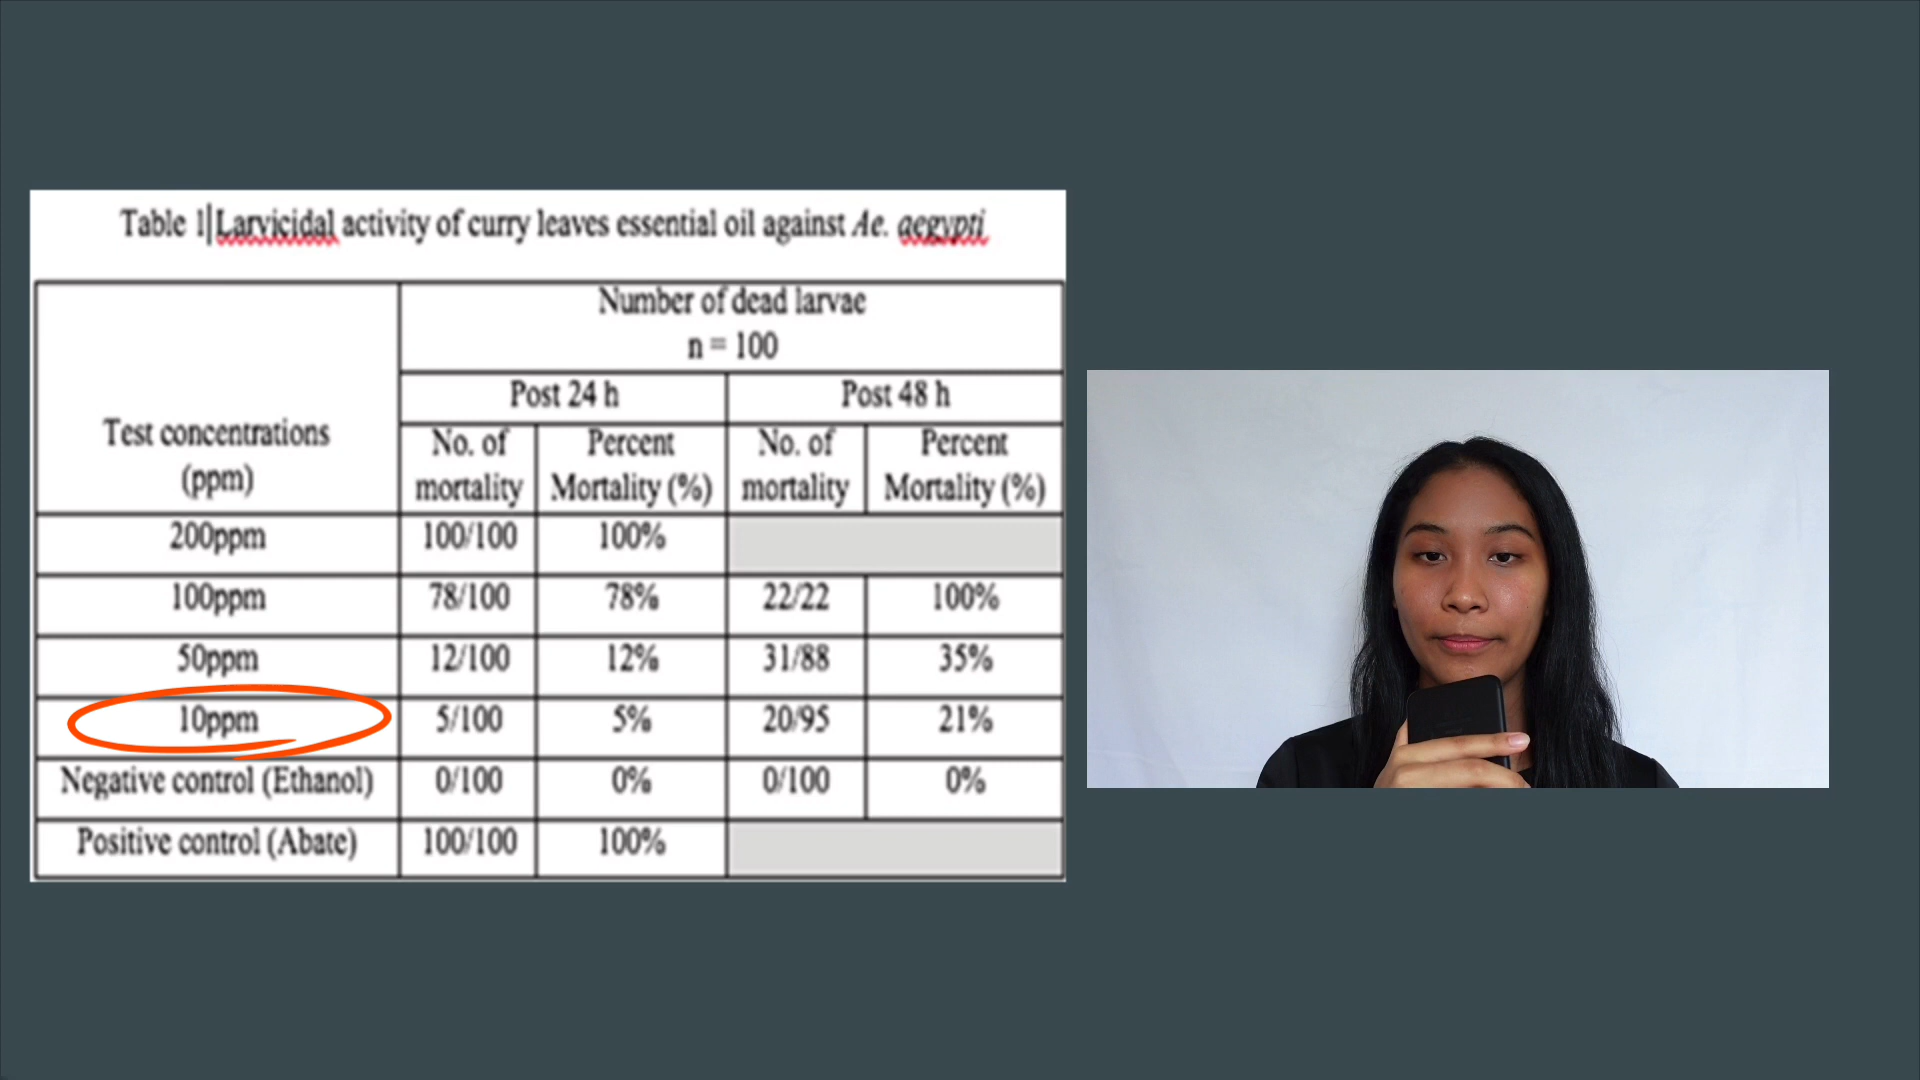 Table 1 Larvicidal activity of curry leaves essential oil against Ae. aegypti
Number of dead larvae
n = 100
Post 24 h Post 48 h
Test concentrations
(ppm)
No. of
mortality
Percent
Mortality (%)
No. of
mortality
Percent
Mortality (%)
200ppm 100/100 100%
100ppm 78/100 78% 22/22 100%
50ppm 12/100 12% 31/88 35%
10ppm 5/100 5% 20/95 21%
Negative control (Ethanol) 0/100 0% 0/100 0%
Positive control (Abate) 100/100 100%